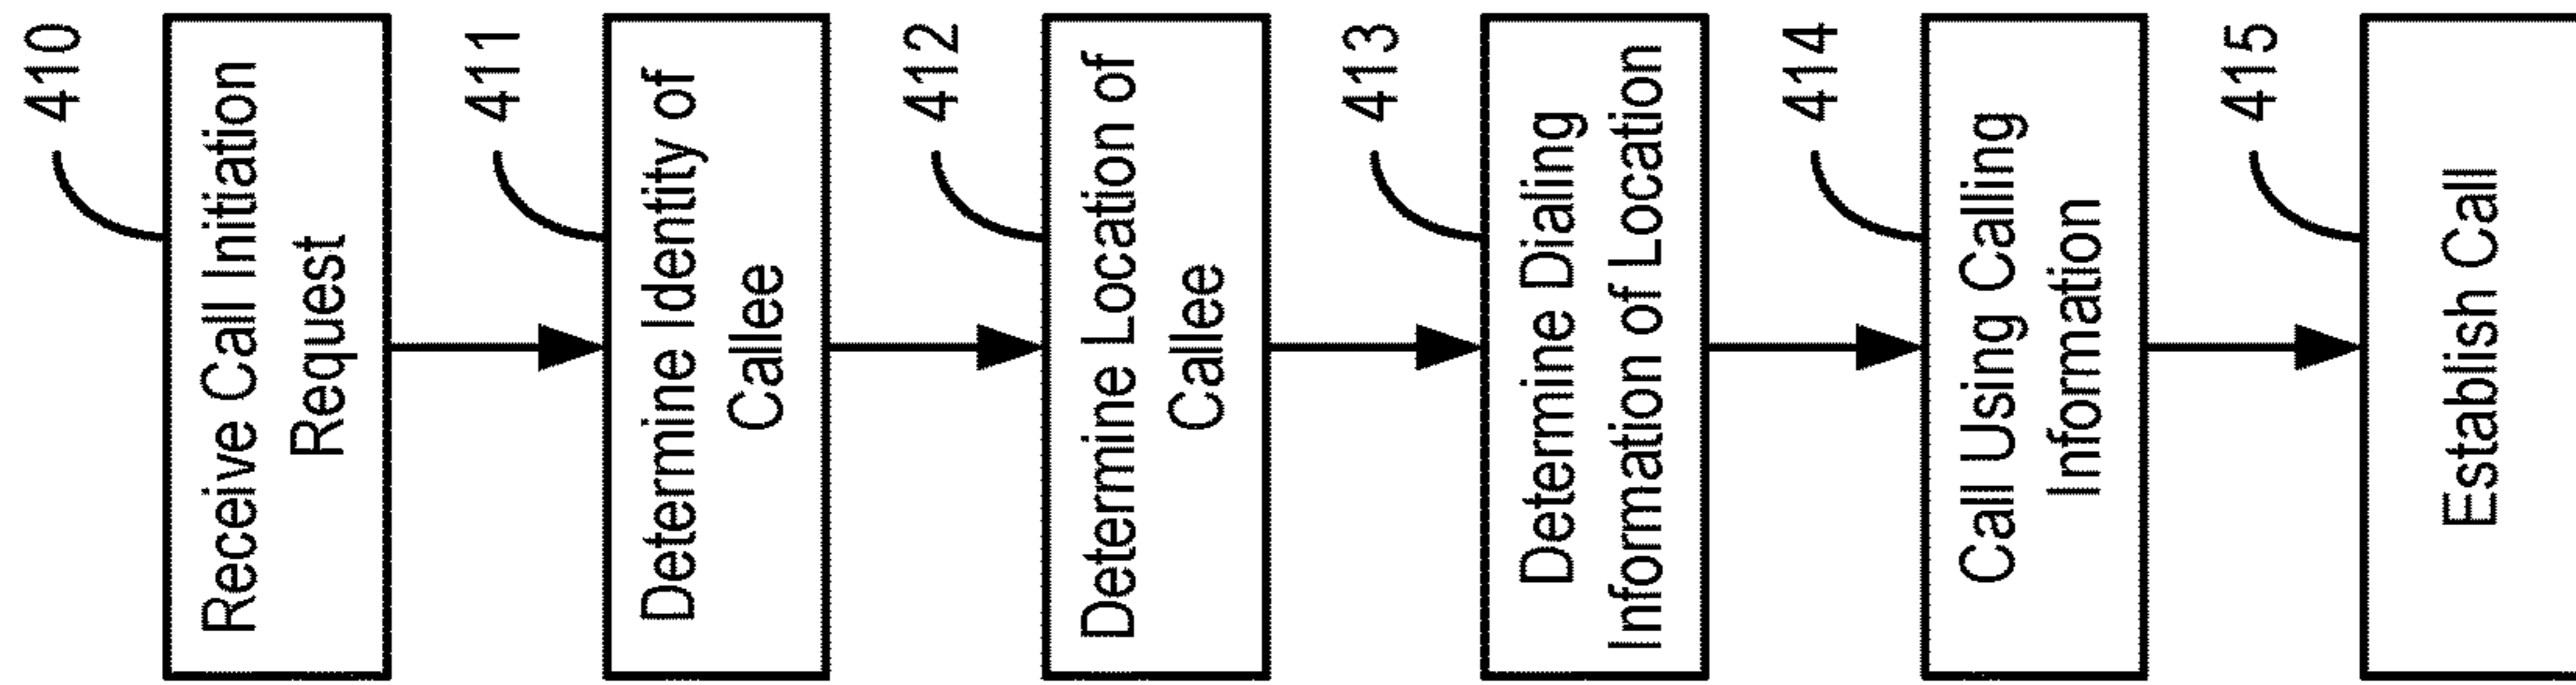 410
Receive Call Initiation
Request
411
Determine Identity of
Callee
412
Determine Location of
Callee
413
Determine Dialing
Information of Location
414
Call Using Calling
Information
415
Establish Call